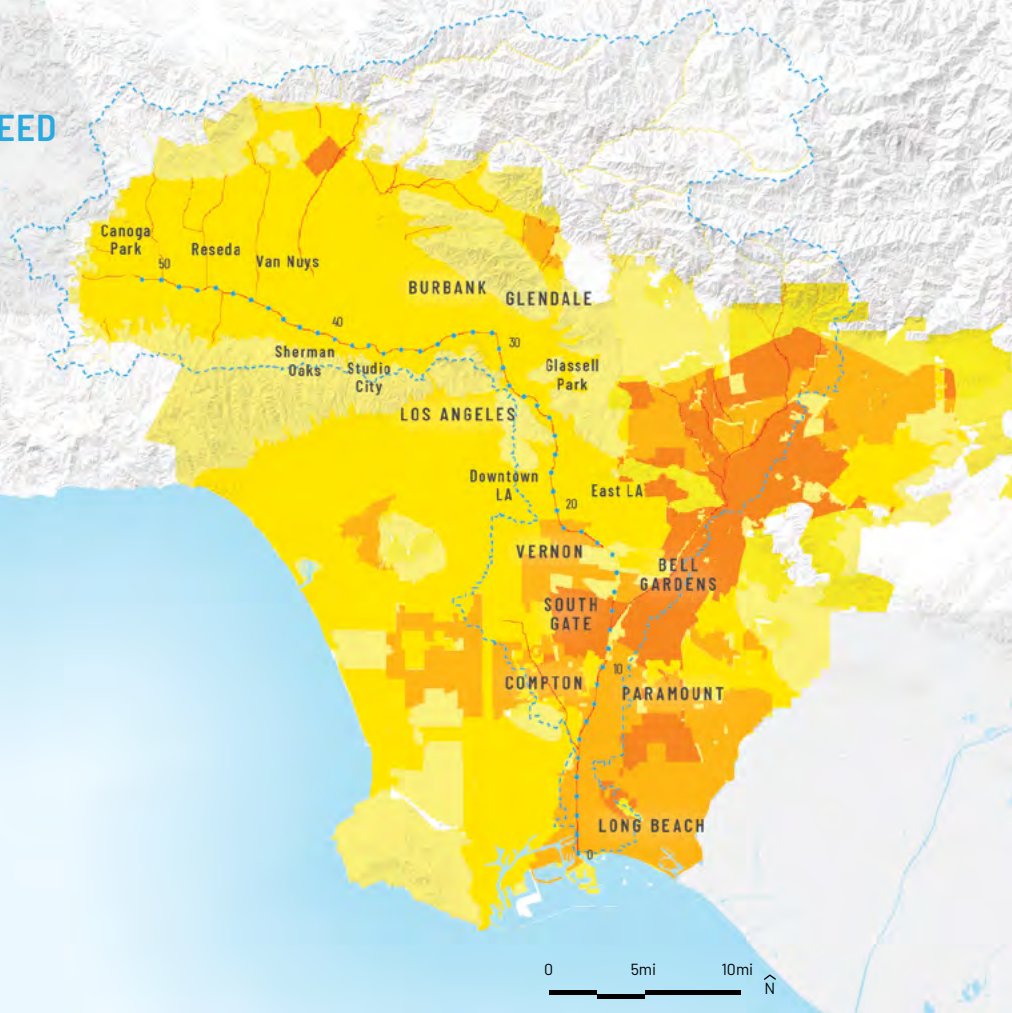 EED
Canoga
Park
50
Reseda
Van Nuys
BURBANK
GLENDALE
40
30
Sherman
Oaks
Studio
City
Glassell
Park
LOS ANGELES
Downtown
LA
East LA
20
VERNON
BELL
GARDENS
SOUTH
GATE
10
COMPTON
PARAMOUNT
LONG BEACH
0
0 5mi 10mi
N